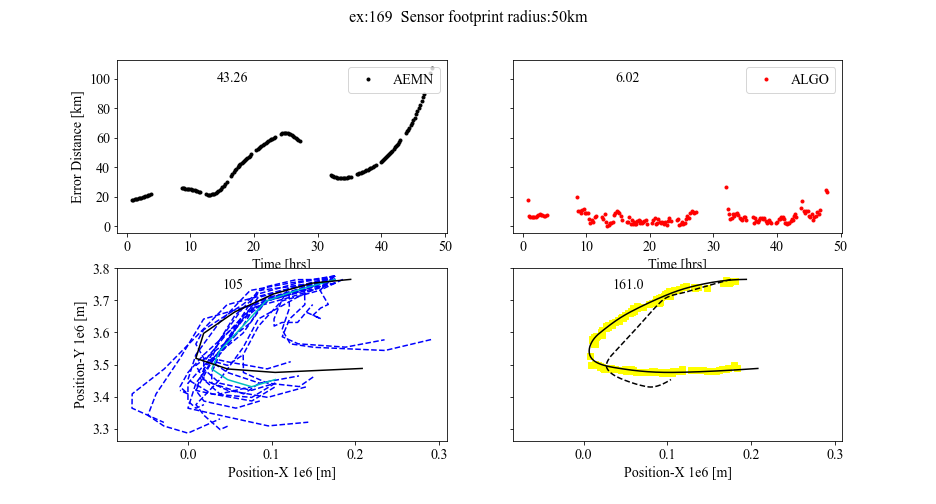 ex:169 Sensor footprint radius:50km
43.26
AEMN
6.02
ALGO
Error Distance [km]
100
80
60
40
20
0
0 10 20 30 40 50
0 10 20 30 40 50
Time [hrs]
Time [hrs]
105
161.0
Position-Y 1e6 [m]
3.8
3.7
3.6
3.5
3.4
3.3
0.0 0.1 0.2 0.3
0.0 0.1 0.2 0.3
Position-X 1e6 [m]
Position-X 1e6 [m]